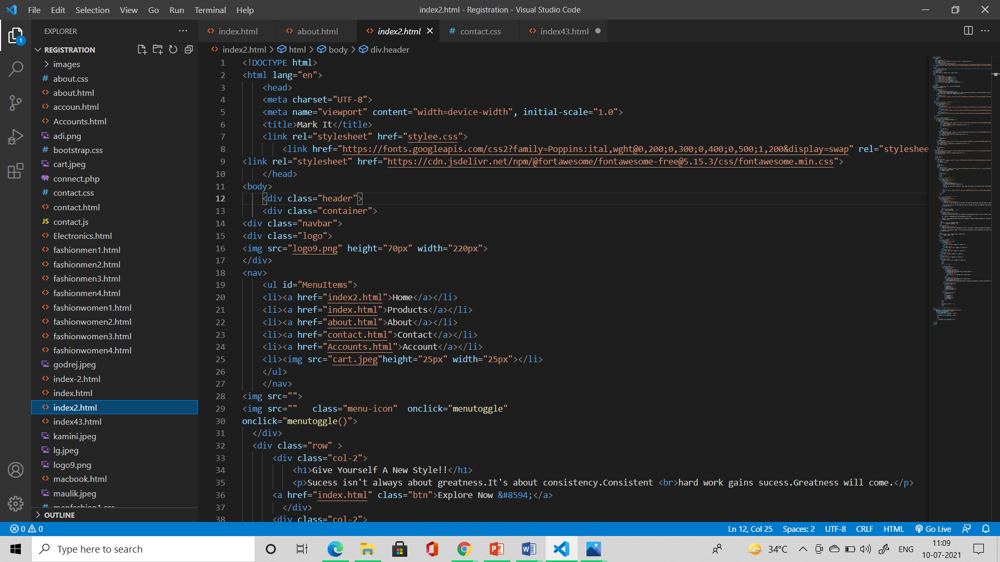 File Edit Selection View Go Run Terminal Help
index2.html - Registration - Visual Studio Code
EXPLORER
index.html
about.html
index2.html
contact.css
index43.html
REGISTRATION
index2.html > html > body > div.header
images
about.css
about.html
accoun.html
Accounts.html
adi.png
bootstrap.css
cart.jpeg
connect.php
contact.css
contact.html
JS contact.js
Electronics.html
fashionmen1.html
fashionmen2.html
fashionmen3.html
fashionmen4.html
fashionwomen1.html
fashionwomen2.html
fashionwomen3.html
fashionwomen4.html
godrej.jpeg
index-2.html
index.html
index2.html
index43.html
kamini.jpeg
lg.jpeg
logo9.png
macbook.html
maulik.jpeg
menfashion1.css
OUTLINE
1 <!DOCTYPE html>
2 <html lang="en">
3 <head>
4 <meta charset="UTF-8">
5 <meta name="viewport" content="width=device-width", initial-scale="1.0">
6 <title>Mark It</title>
7 <link rel="stylesheet" href="stylee.css">
8 <link href="https://fonts.googleapis.com/css2?family=Poppins:ital,wght@0,200;0,300;0,400;0,500;1,200&display=swap" rel="styleshee
9 <link rel="stylesheet" href="https://cdn.jsdelivr.net/npm/@fortawesome/fontawesome-free@5.15.3/css/fontawesome.min.css">
10 </head>
11 <body>
12 <div class="header">
13 <div class="container">
14 <div class="navbar">
15 <div class="logo">
16 <img src="logo9.png" height="70px" width="220px">
17 </div>
18 <nav>
19 <ul id="MenuItems">
20 <li><a href="index2.html">Home</a></li>
21 <li><a href="index.html">Products</a></li>
22 <li><a href="about.html">About</a></li>
23 <li><a href="contact.html">Contact</a></li>
24 <li><a href="Accounts.html">Account</a></li>
25 <li><img src="cart.jpeg"height="25px" width="25px"></li>
26 </ul>
27 </nav>
28 <img src="">
29 <img src="" class="menu-icon" onclick="menutoggle"
30 onclick="menutoggle()">
31 </div>
32 <div class="row" >
33 <div class="col-2">
34 <h1>Give Yourself A New Style!!</h1>
35 <p>Sucess isn't always about greatness.It's about consistency.Consistent <br>hard work gains sucess.Greatness will come.</p>
36 <a href="index.html" class="btn">Explore Now &#8594;</a>
37 </div>
38 <div class="col-2">
0 0
Ln 12, Col 25 Spaces: 2 UTF-8 CRLF HTML Go Live
Type here to search
34°C
ENG
11:09
10-07-2021